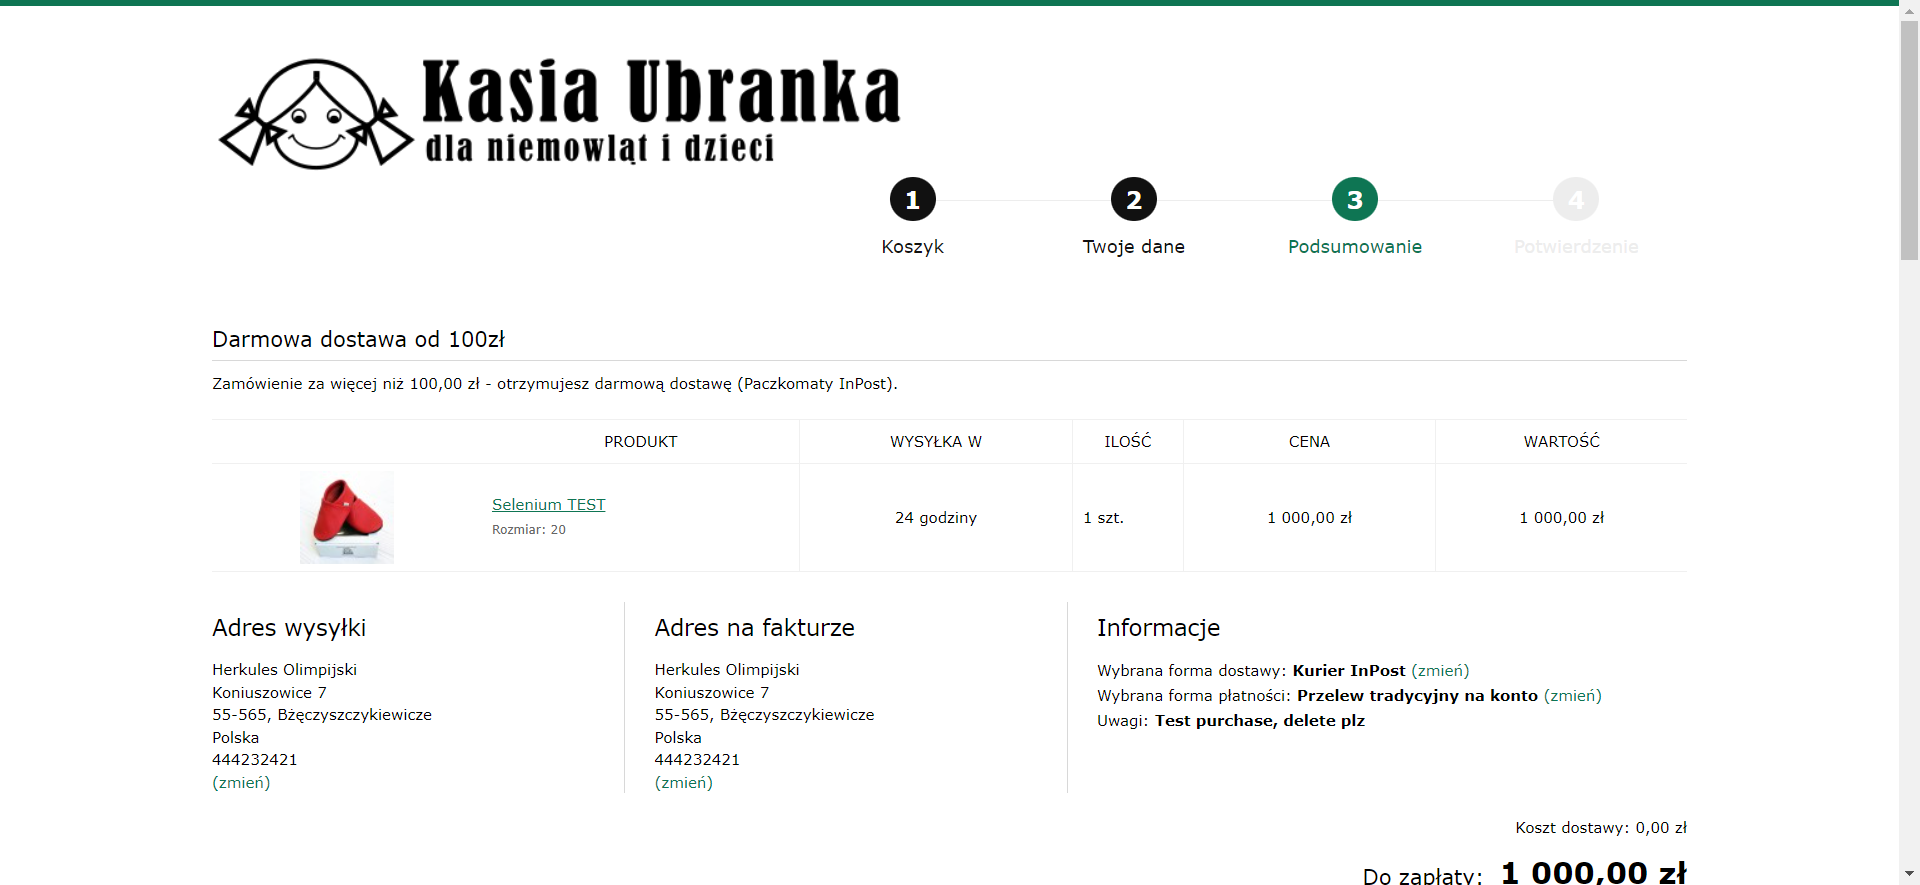 Kasia Ubranka
dla niemowląt i dzieci
1 2 3 4
Koszyk Twoje dane Podsumowanie Potwierdzenie
Darmowa dostawa od 100zł
Zamówienie za więcej niż 100,00 zł - otrzymujesz darmową dostawę (Paczkomaty InPost).
PRODUKT WYSYŁKA W ILOŚĆ CENA WARTOŚĆ
Selenium TEST
Rozmiar: 20
24 godziny 1 szt. 1 000,00 zł 1 000,00 zł
Adres wysyłki
Herkules Olimpijski
Koniuszowice 7
55-565, Bżęczyszczykiewicze
Polska
444232421
(zmień)
Adres na fakturze
Herkules Olimpijski
Koniuszowice 7
55-565, Bżęczyszczykiewicze
Polska
444232421
(zmień)
Informacje
Wybrana forma dostawy: Kurier InPost (zmień)
Wybrana forma płatności: Przelew tradycyjny na konto (zmień)
Uwagi: Test purchase, delete plz
Koszt dostawy: 0,00 zł
Do zapłaty: 1 000,00 zł